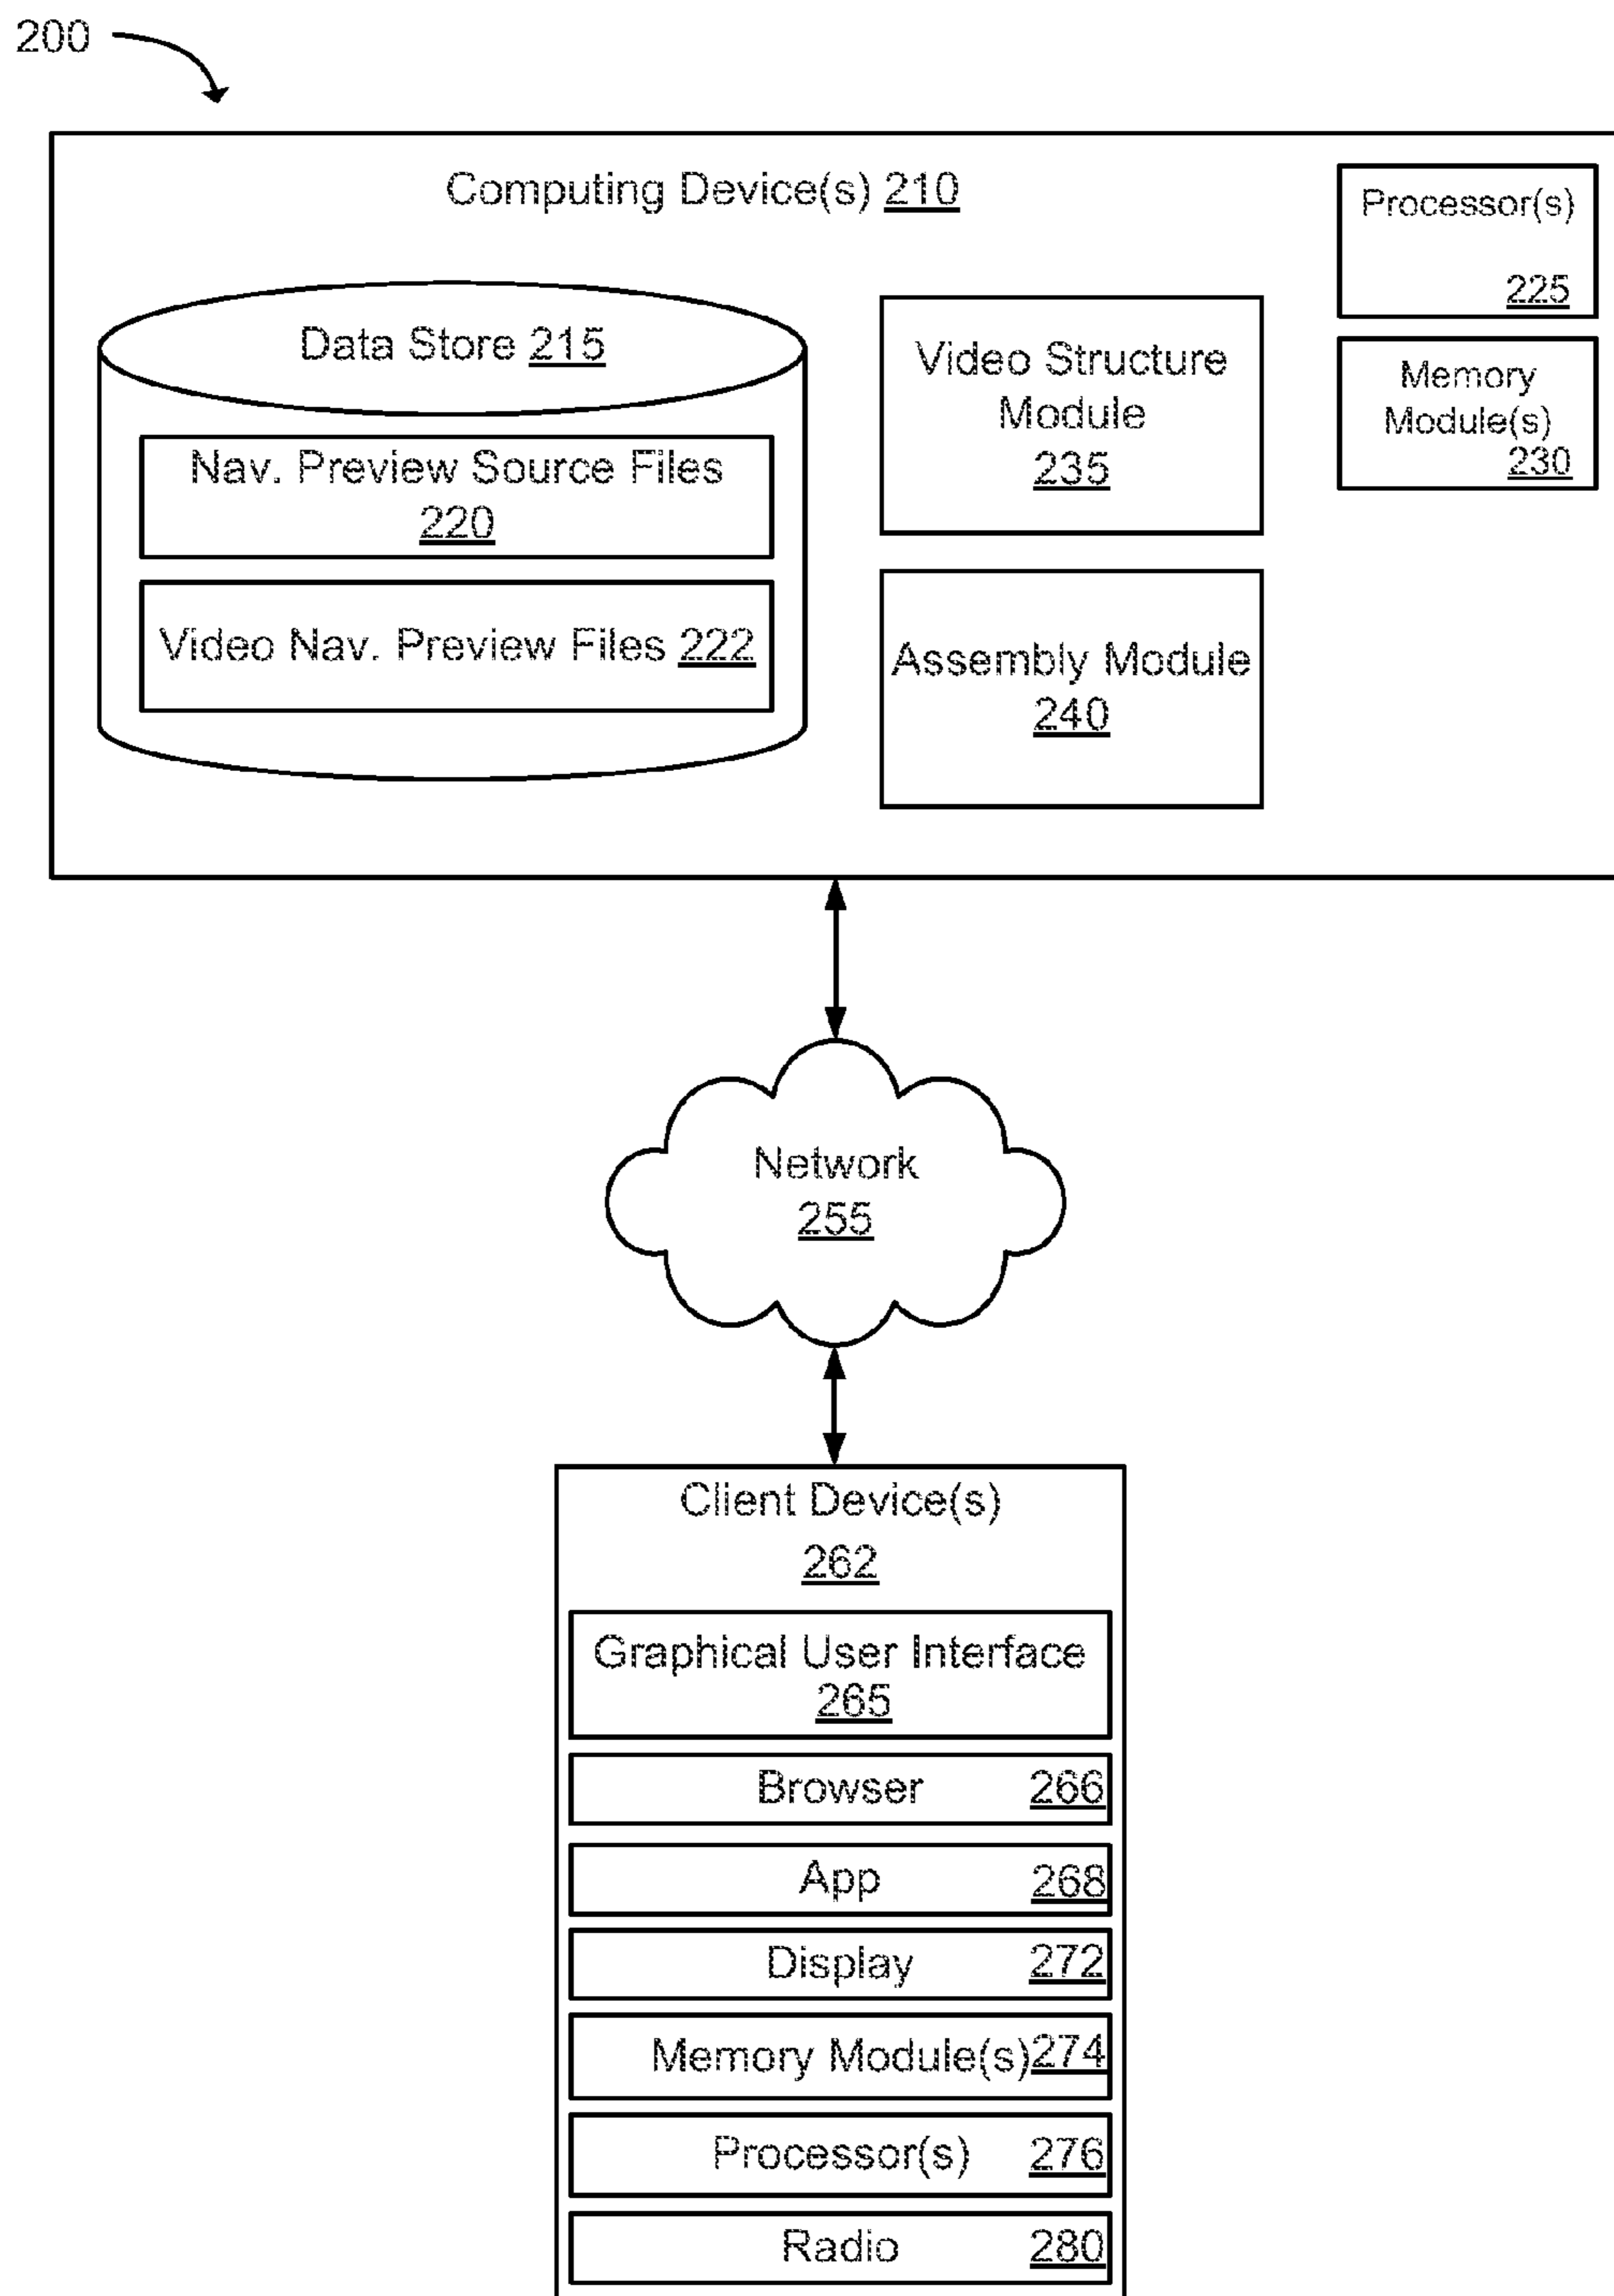 200
Computing Device(s) 210
Processor(s)
225
Memory
Module(s)
230
Data Store 215
Nav. Preview Source Files
220
Video Nav. Preview Files 222
Video Structure
Module
235
Assembly Module
240
Network
255
Client Device(s)
262
Graphical User Interface
265
Browser 266
App 268
Display 272
Memory Module(s) 274
Processor(s) 276
Radio 280